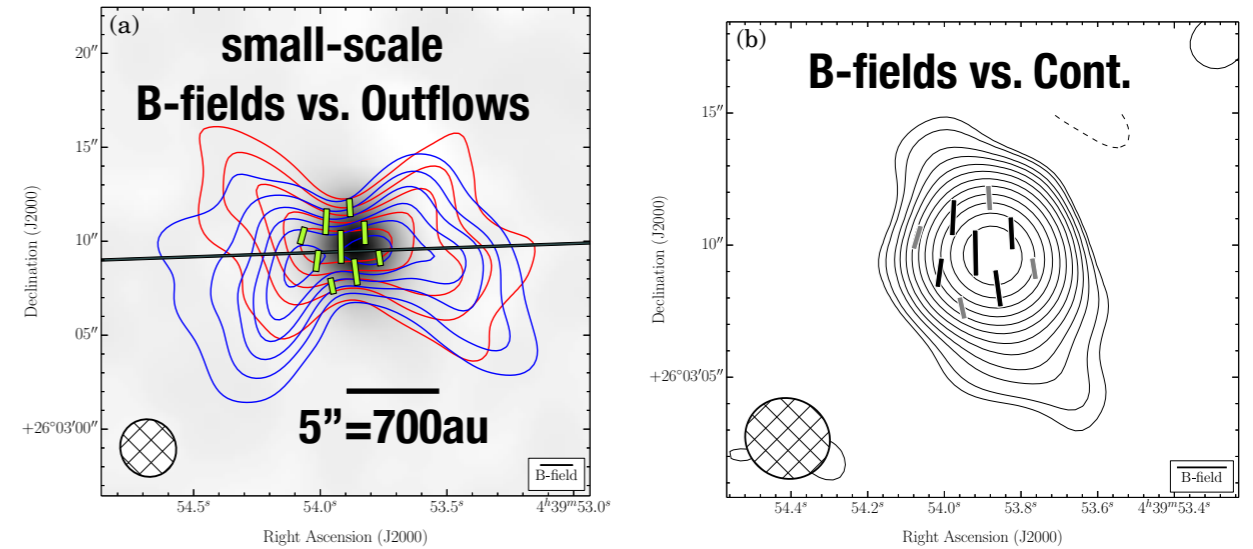 (a)
small-scale
B-fields vs. Outflows
20″
15″
10″
05″
+26°03′00″
Declination (J2000)
5”=700au
B-field
54.5ˢ
54.0ˢ
53.5ˢ
4ʰ39ᵐ53.0ˢ
Right Ascension (J2000)
(b)
B-fields vs. Cont.
15″
10″
+26°03′05″
Declination (J2000)
B-field
54.4ˢ
54.2ˢ
54.0ˢ
53.8ˢ
53.6ˢ
4ʰ39ᵐ53.4ˢ
Right Ascension (J2000)